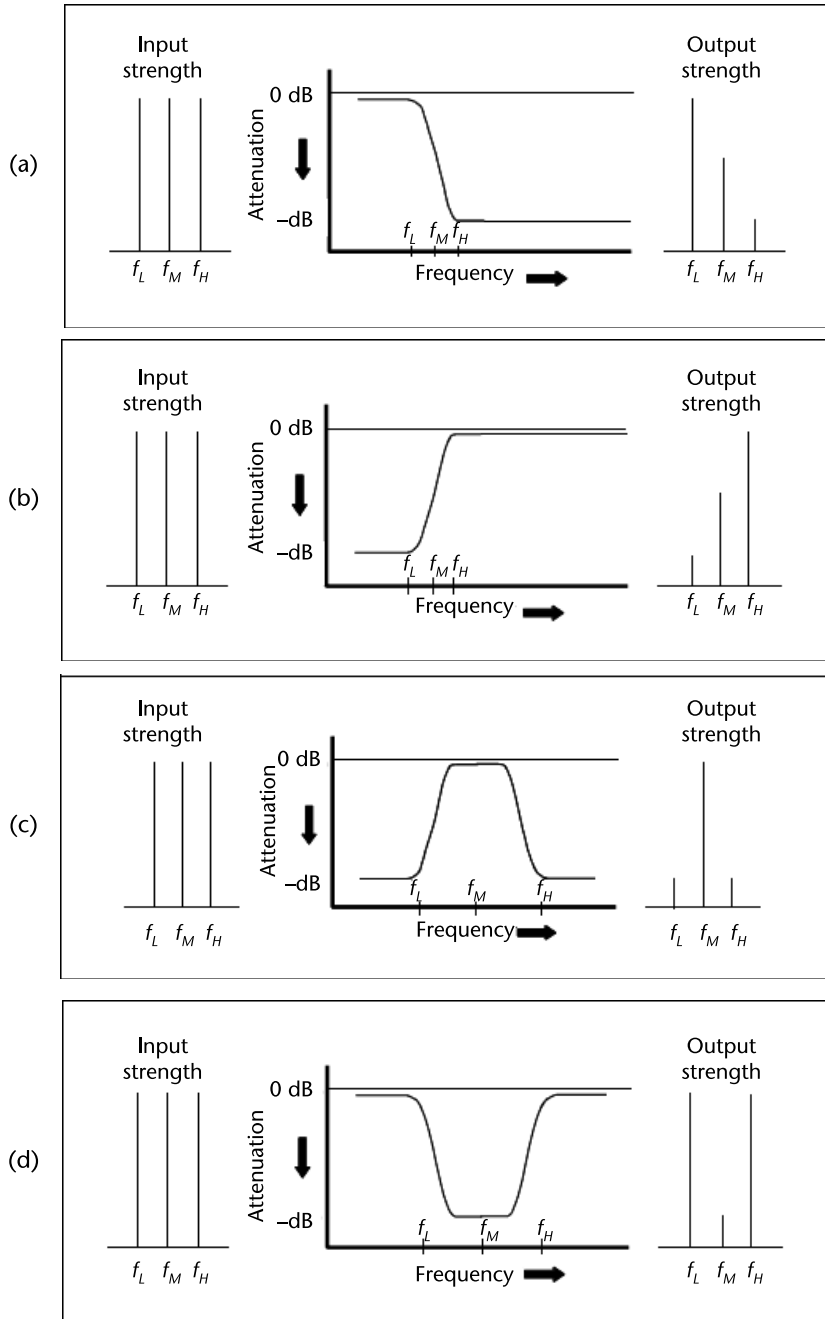 (a)
Input
strength
f_L f_M f_H
Attenuation
0 dB
–dB
f_L f_M f_H
Frequency
Output
strength
f_L f_M f_H
(b)
Input
strength
f_L f_M f_H
Attenuation
0 dB
–dB
f_L f_M f_H
Frequency
Output
strength
f_L f_M f_H
(c)
Input
strength
f_L f_M f_H
Attenuation
0 dB
–dB
f_L f_M f_H
Frequency
Output
strength
f_L f_M f_H
(d)
Input
strength
f_L f_M f_H
Attenuation
0 dB
–dB
f_L f_M f_H
Frequency
Output
strength
f_L f_M f_H